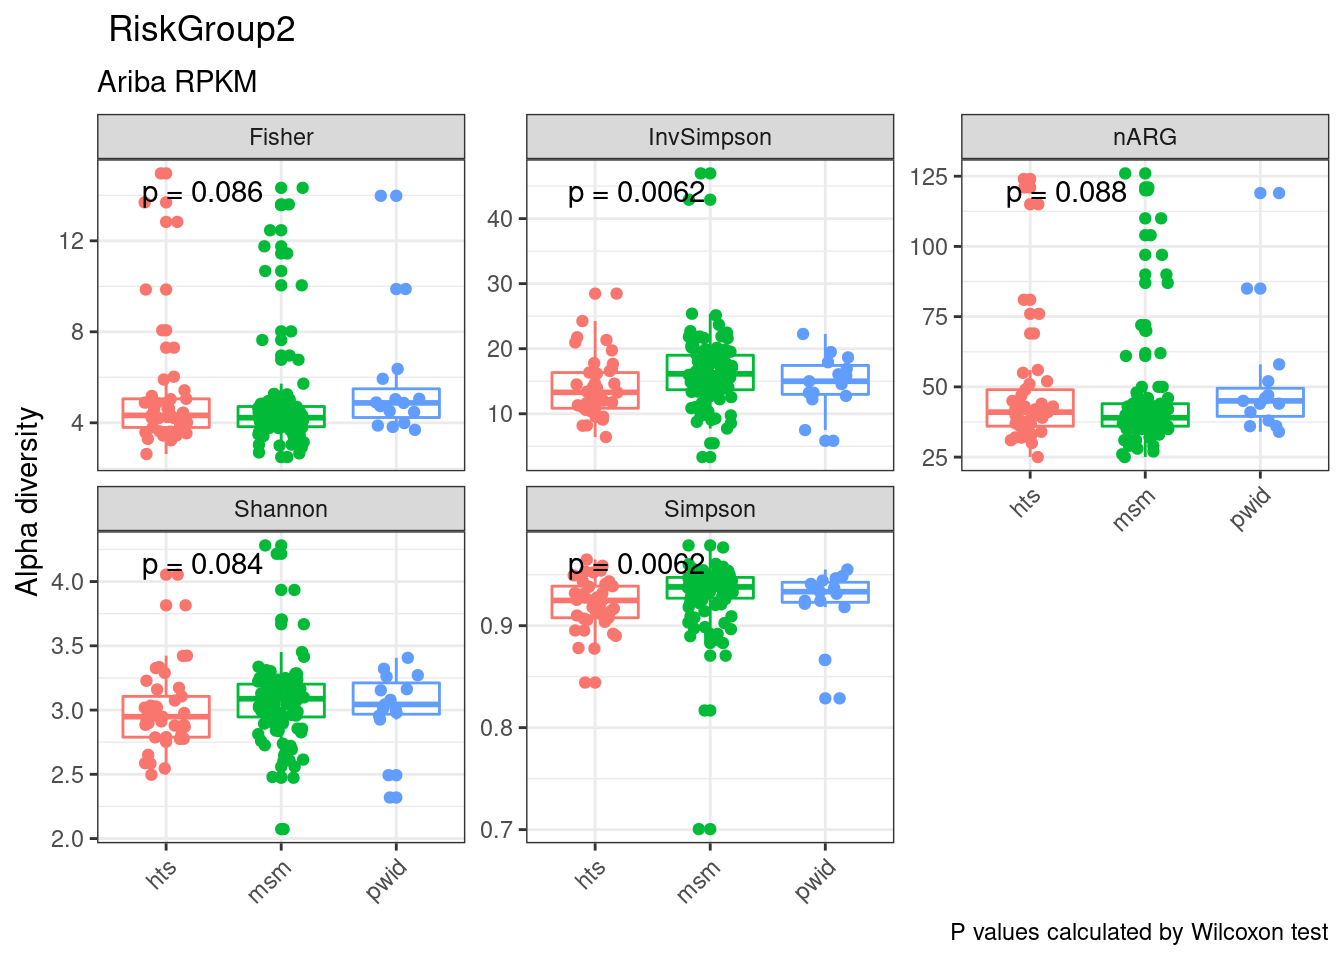 RiskGroup2
Ariba RPKM
Alpha diversity
Fisher
p = 0.086
12
8
4
InvSimpson
p = 0.0062
40
30
20
10
nARG
p = 0.088
125
100
75
50
25
hts
msm
pwid
Shannon
p = 0.084
4.0
3.5
3.0
2.5
2.0
hts
msm
pwid
Simpson
p = 0.0062
0.9
0.8
0.7
hts
msm
pwid
P values calculated by Wilcoxon test